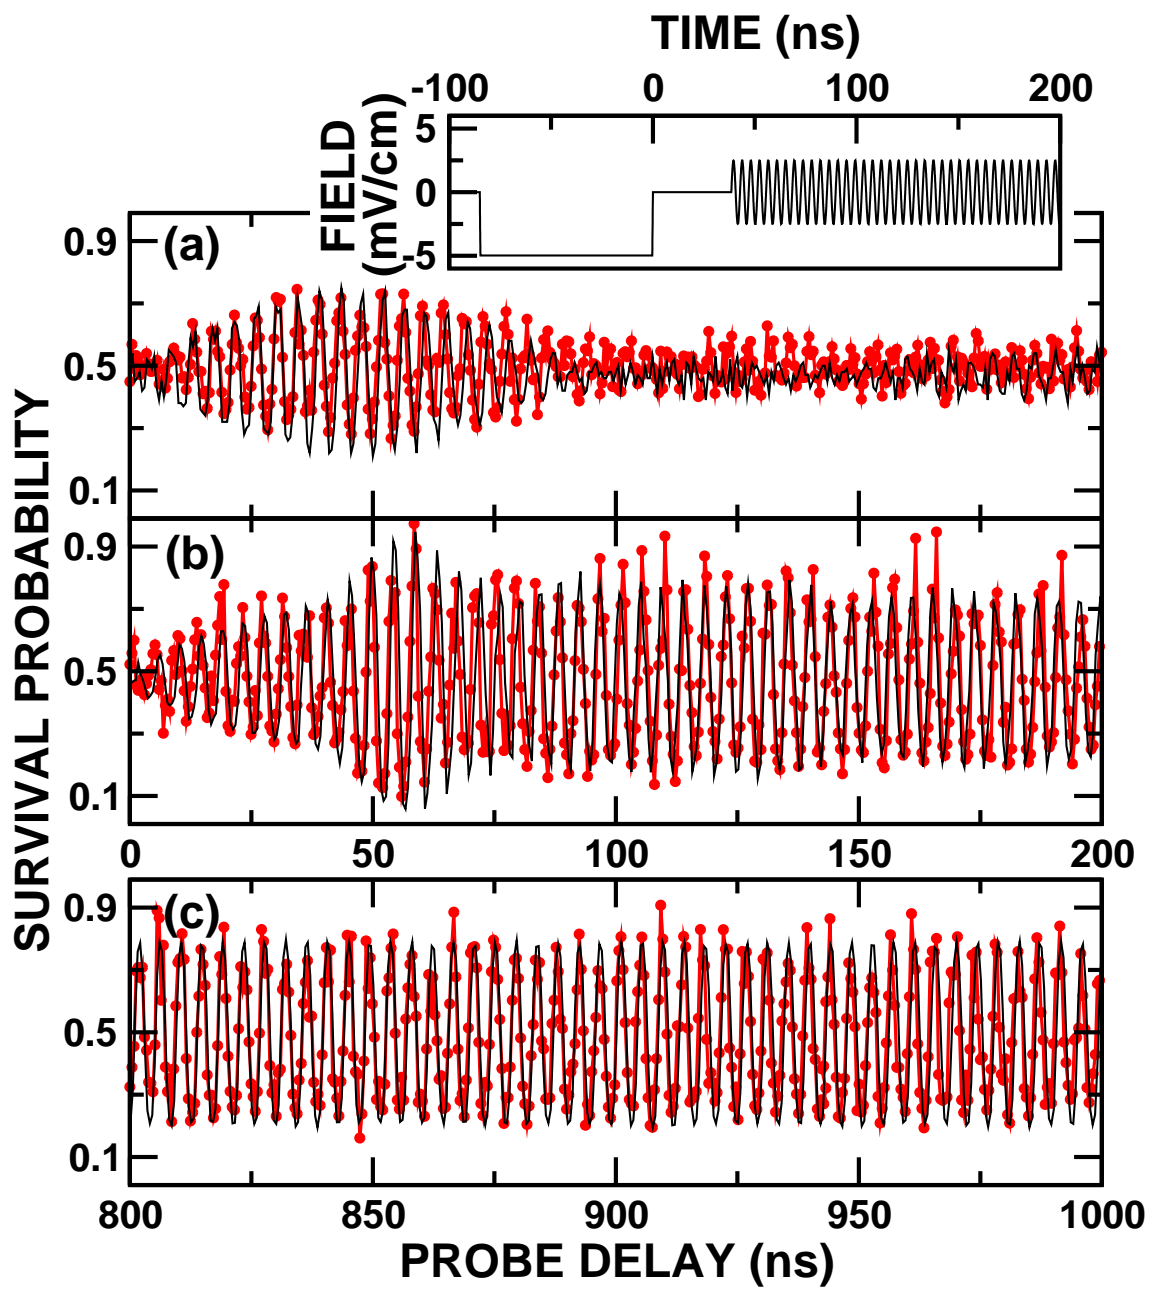 TIME (ns)
-100 0 100 200
FIELD
(mV/cm)
5
0
-5
SURVIVAL PROBABILITY
(a)
0.9
0.5
0.1
(b)
0.9
0.5
0.1
0 50 100 150 200
(c)
0.9
0.5
0.1
800 850 900 950 1000
PROBE DELAY (ns)